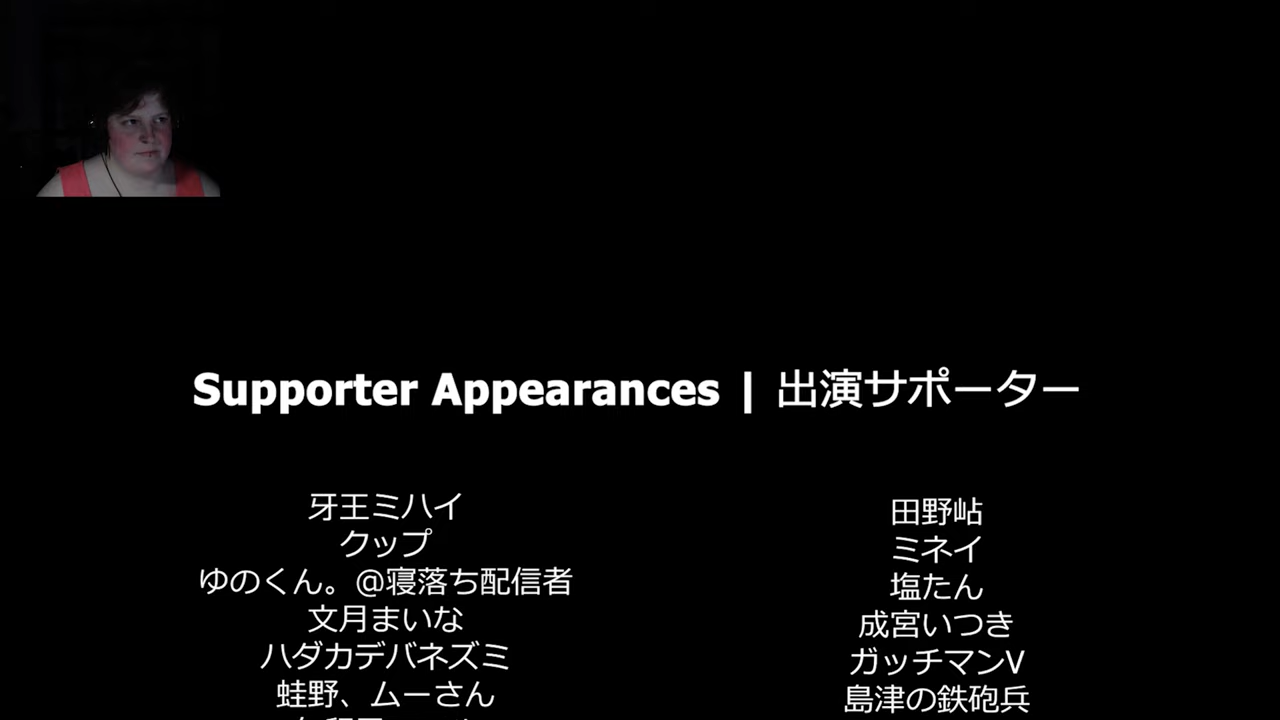 Supporter Appearances | 出演サポーター
牙王ミハイ
クップ
ゆのくん。@寝落ち配信者
文月まいな
ハダカデバネズミ
蛙野、ムーさん
田野岾
ミネイ
塩たん
成宮いつき
ガッチマンV
島津の鉄砲兵